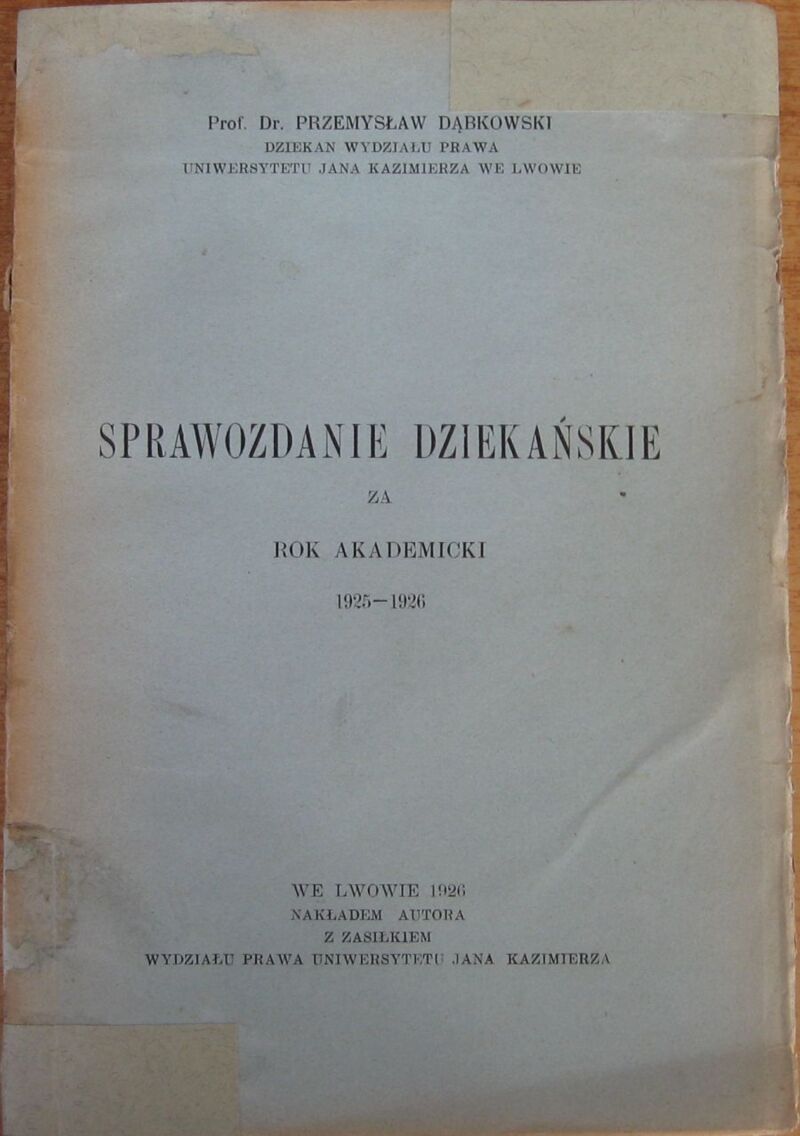 Prof. Dr. PRZEMYSŁAW DĄBKOWSKI
DZIEKAN WYDZIAŁU PRAWA
UNIWERSYTETU JANA KAZIMIERZA WE LWOWIE
SPRAWOZDANIE DZIEKAŃSKIE
ZA
ROK AKADEMICKI
1925—1926
WE LWOWIE 1926
NAKŁADEM AUTORA
Z ZASIŁKIEM
WYDZIAŁU PRAWA UNIWERSYTETU JANA KAZIMIERZA